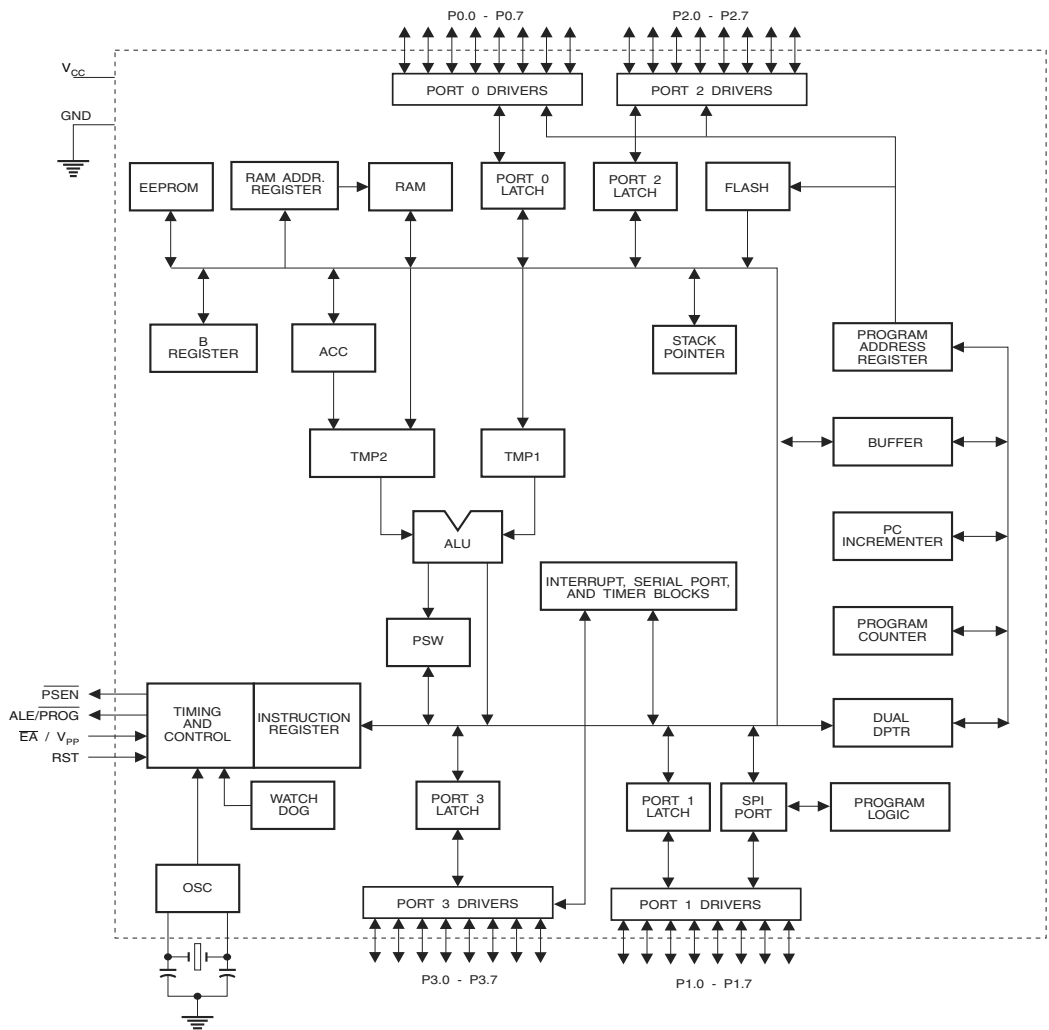 P0.0 - P0.7
P2.0 - P2.7
VCC
GND
PORT 0 DRIVERS
PORT 2 DRIVERS
EEPROM
RAM ADDR.
REGISTER
RAM
PORT 0
LATCH
PORT 2
LATCH
FLASH
B
REGISTER
ACC
STACK
POINTER
PROGRAM
ADDRESS
REGISTER
TMP2
TMP1
BUFFER
ALU
PC
INCREMENTER
INTERRUPT, SERIAL PORT,
AND TIMER BLOCKS
PSW
PROGRAM
COUNTER
PSEN
ALE/PROG
EA / VPP
RST
TIMING
AND
CONTROL
INSTRUCTION
REGISTER
DUAL
DPTR
WATCH
DOG
PORT 3
LATCH
PORT 1
LATCH
SPI
PORT
PROGRAM
LOGIC
OSC
PORT 3 DRIVERS
PORT 1 DRIVERS
P3.0 - P3.7
P1.0 - P1.7